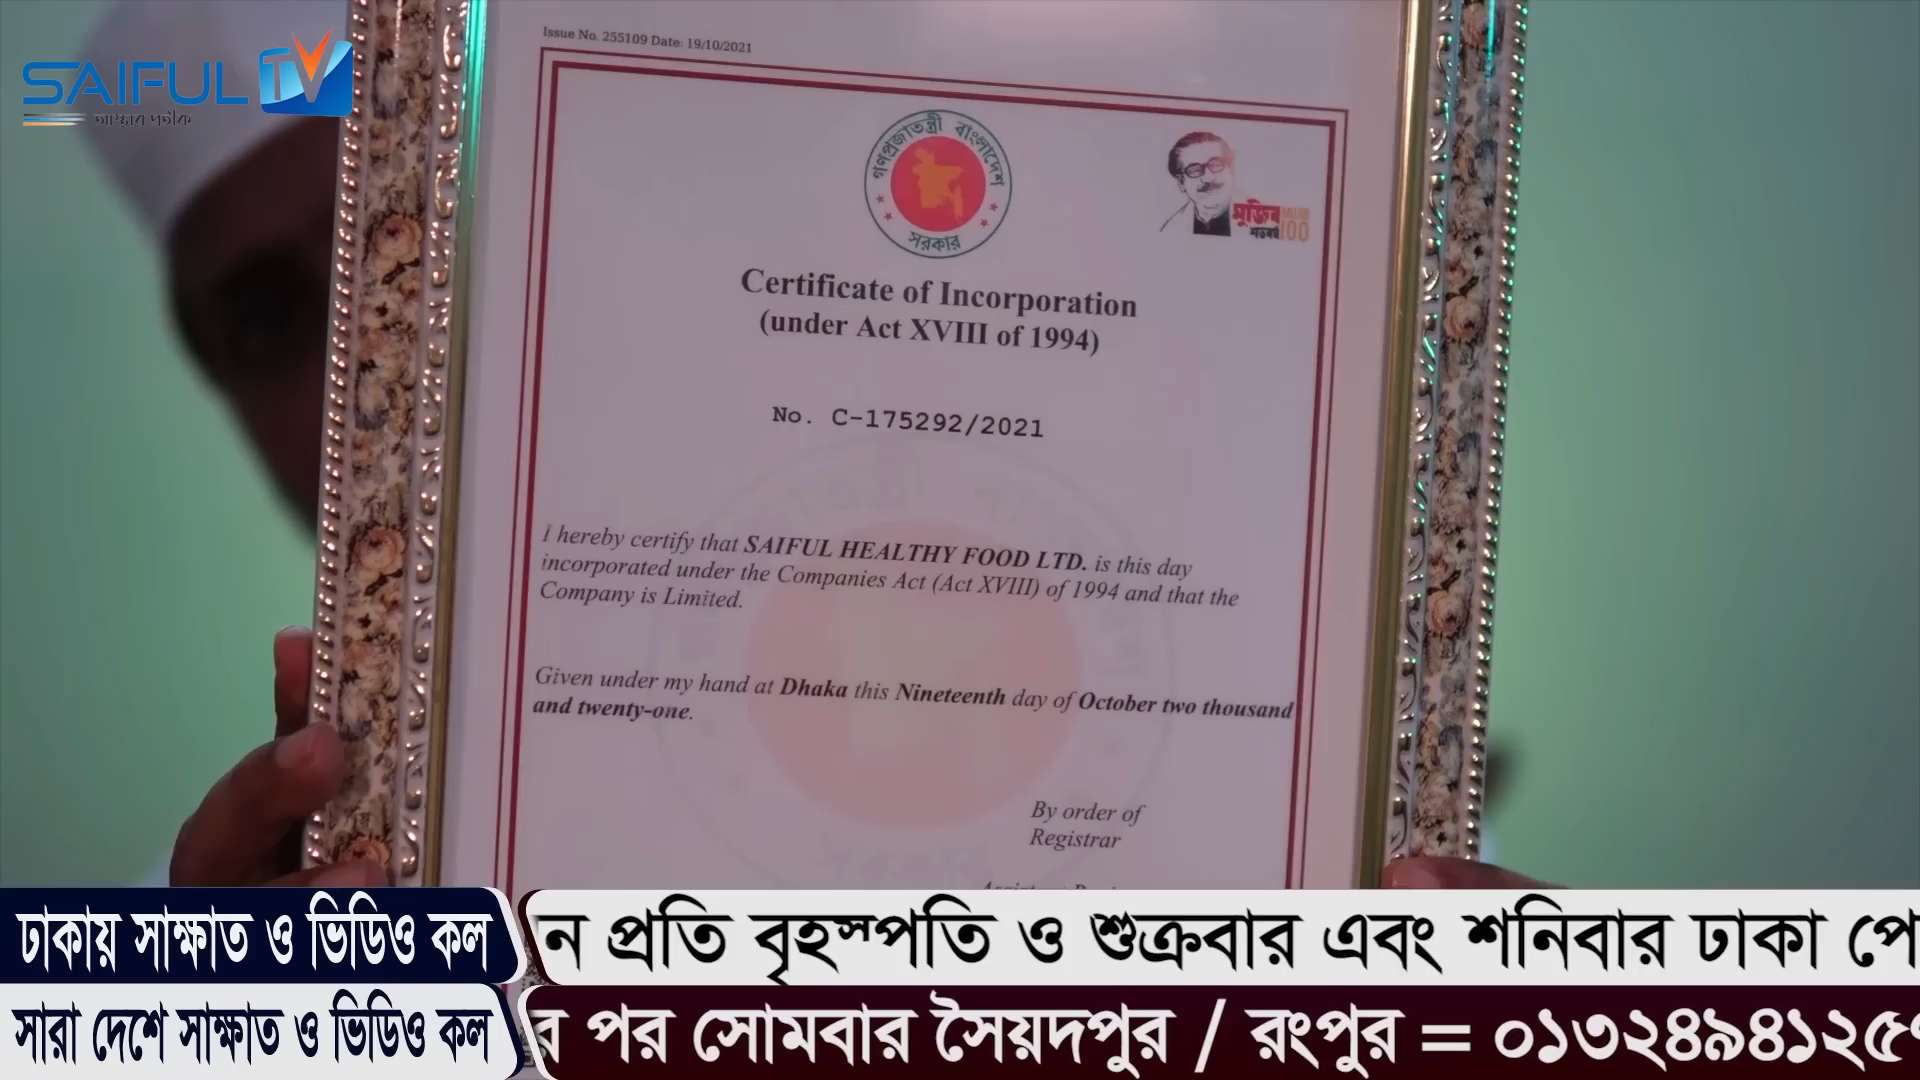 SAIFUL TV
আস্থার প্রতীক
Issue No. 255109 Date: 19/10/2021
গণপ্রজাতন্ত্রী বাংলাদেশ
সরকার
মুজিব
শতবর্ষ 100
Certificate of Incorporation
(under Act XVIII of 1994)
No. C-175292/2021
I hereby certify that SAIFUL HEALTHY FOOD LTD. is this day
incorporated under the Companies Act (Act XVIII) of 1994 and that the
Company is Limited.
Given under my hand at Dhaka this Nineteenth day of October two thousand
and twenty-one.
By order of
Registrar
ঢাকায় সাক্ষাত ও ভিডিও কল
ন প্রতি বৃহস্পতি ও শুক্রবার এবং শনিবার ঢাকা পে
সারা দেশে সাক্ষাত ও ভিডিও কল
র পর সোমবার সৈয়দপুর / রংপুর = ০১৩২৪৯৪১২৫